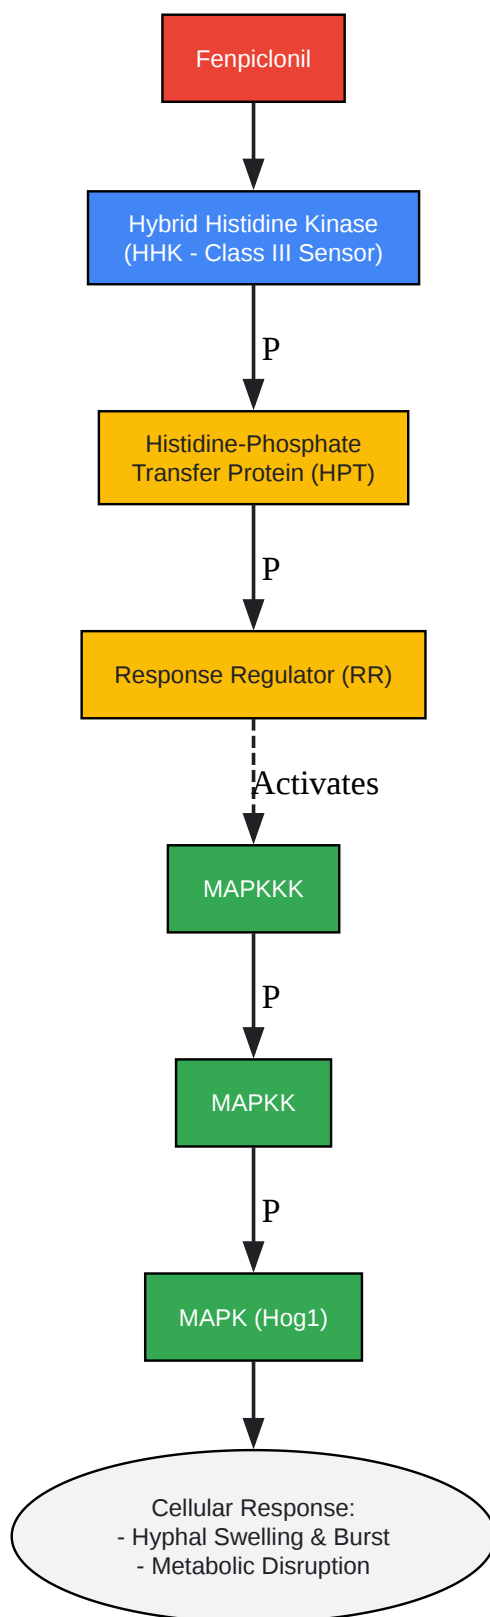 Fenpiclonil
Hybrid Histidine Kinase
(HHK - Class III Sensor)
P
Histidine-Phosphate
Transfer Protein (HPT)
P
Response Regulator (RR)
Activates
MAPKKK
P
MAPKK
P
MAPK (Hog1)
Cellular Response:
- Hyphal Swelling & Burst
- Metabolic Disruption